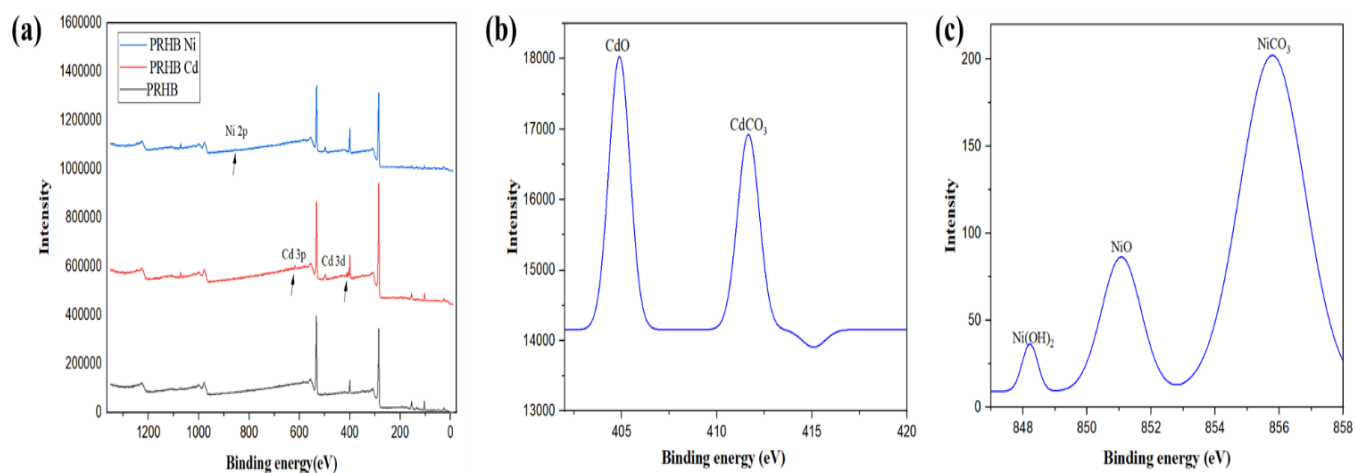 (a)
1600000
1400000
1200000
1000000
800000
600000
400000
200000
0
Intensity
PRHB Ni
PRHB Cd
PRHB
Ni 2p
Cd 3p
Cd 3d
1200 1000 800 600 400 200 0
Binding energy(eV)
(b)
18000
17000
16000
15000
14000
13000
Intensity
CdO
CdCO3
405 410 415 420
Binding energy (eV)
(c)
200
150
100
50
0
Intensity
NiCO3
NiO
Ni(OH)2
848 850 852 854 856 858
Binding energy (eV)